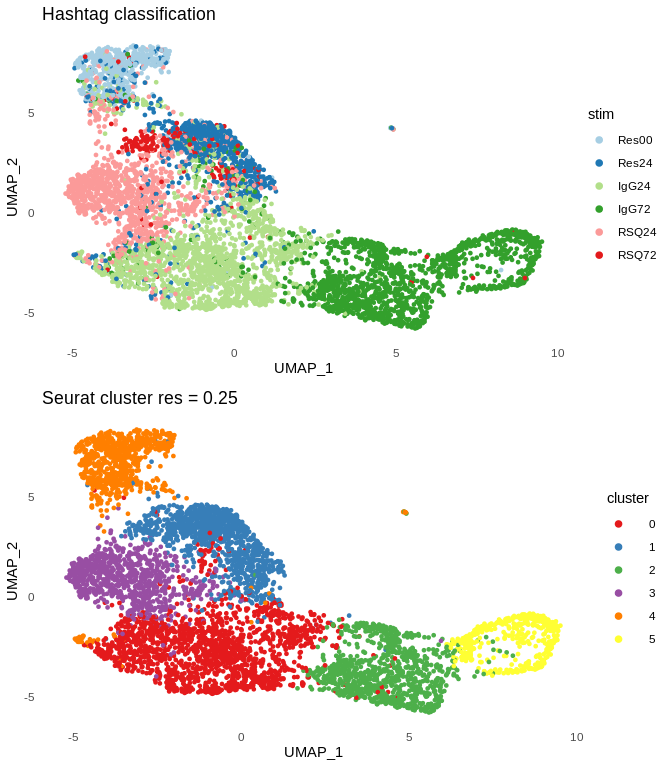 Hashtag classification
UMAP_2
5
0
-5
-5 0 5 10
UMAP_1
stim
Res00
Res24
IgG24
IgG72
RSQ24
RSQ72
Seurat cluster res = 0.25
UMAP_2
5
0
-5
-5 0 5 10
UMAP_1
cluster
0
1
2
3
4
5